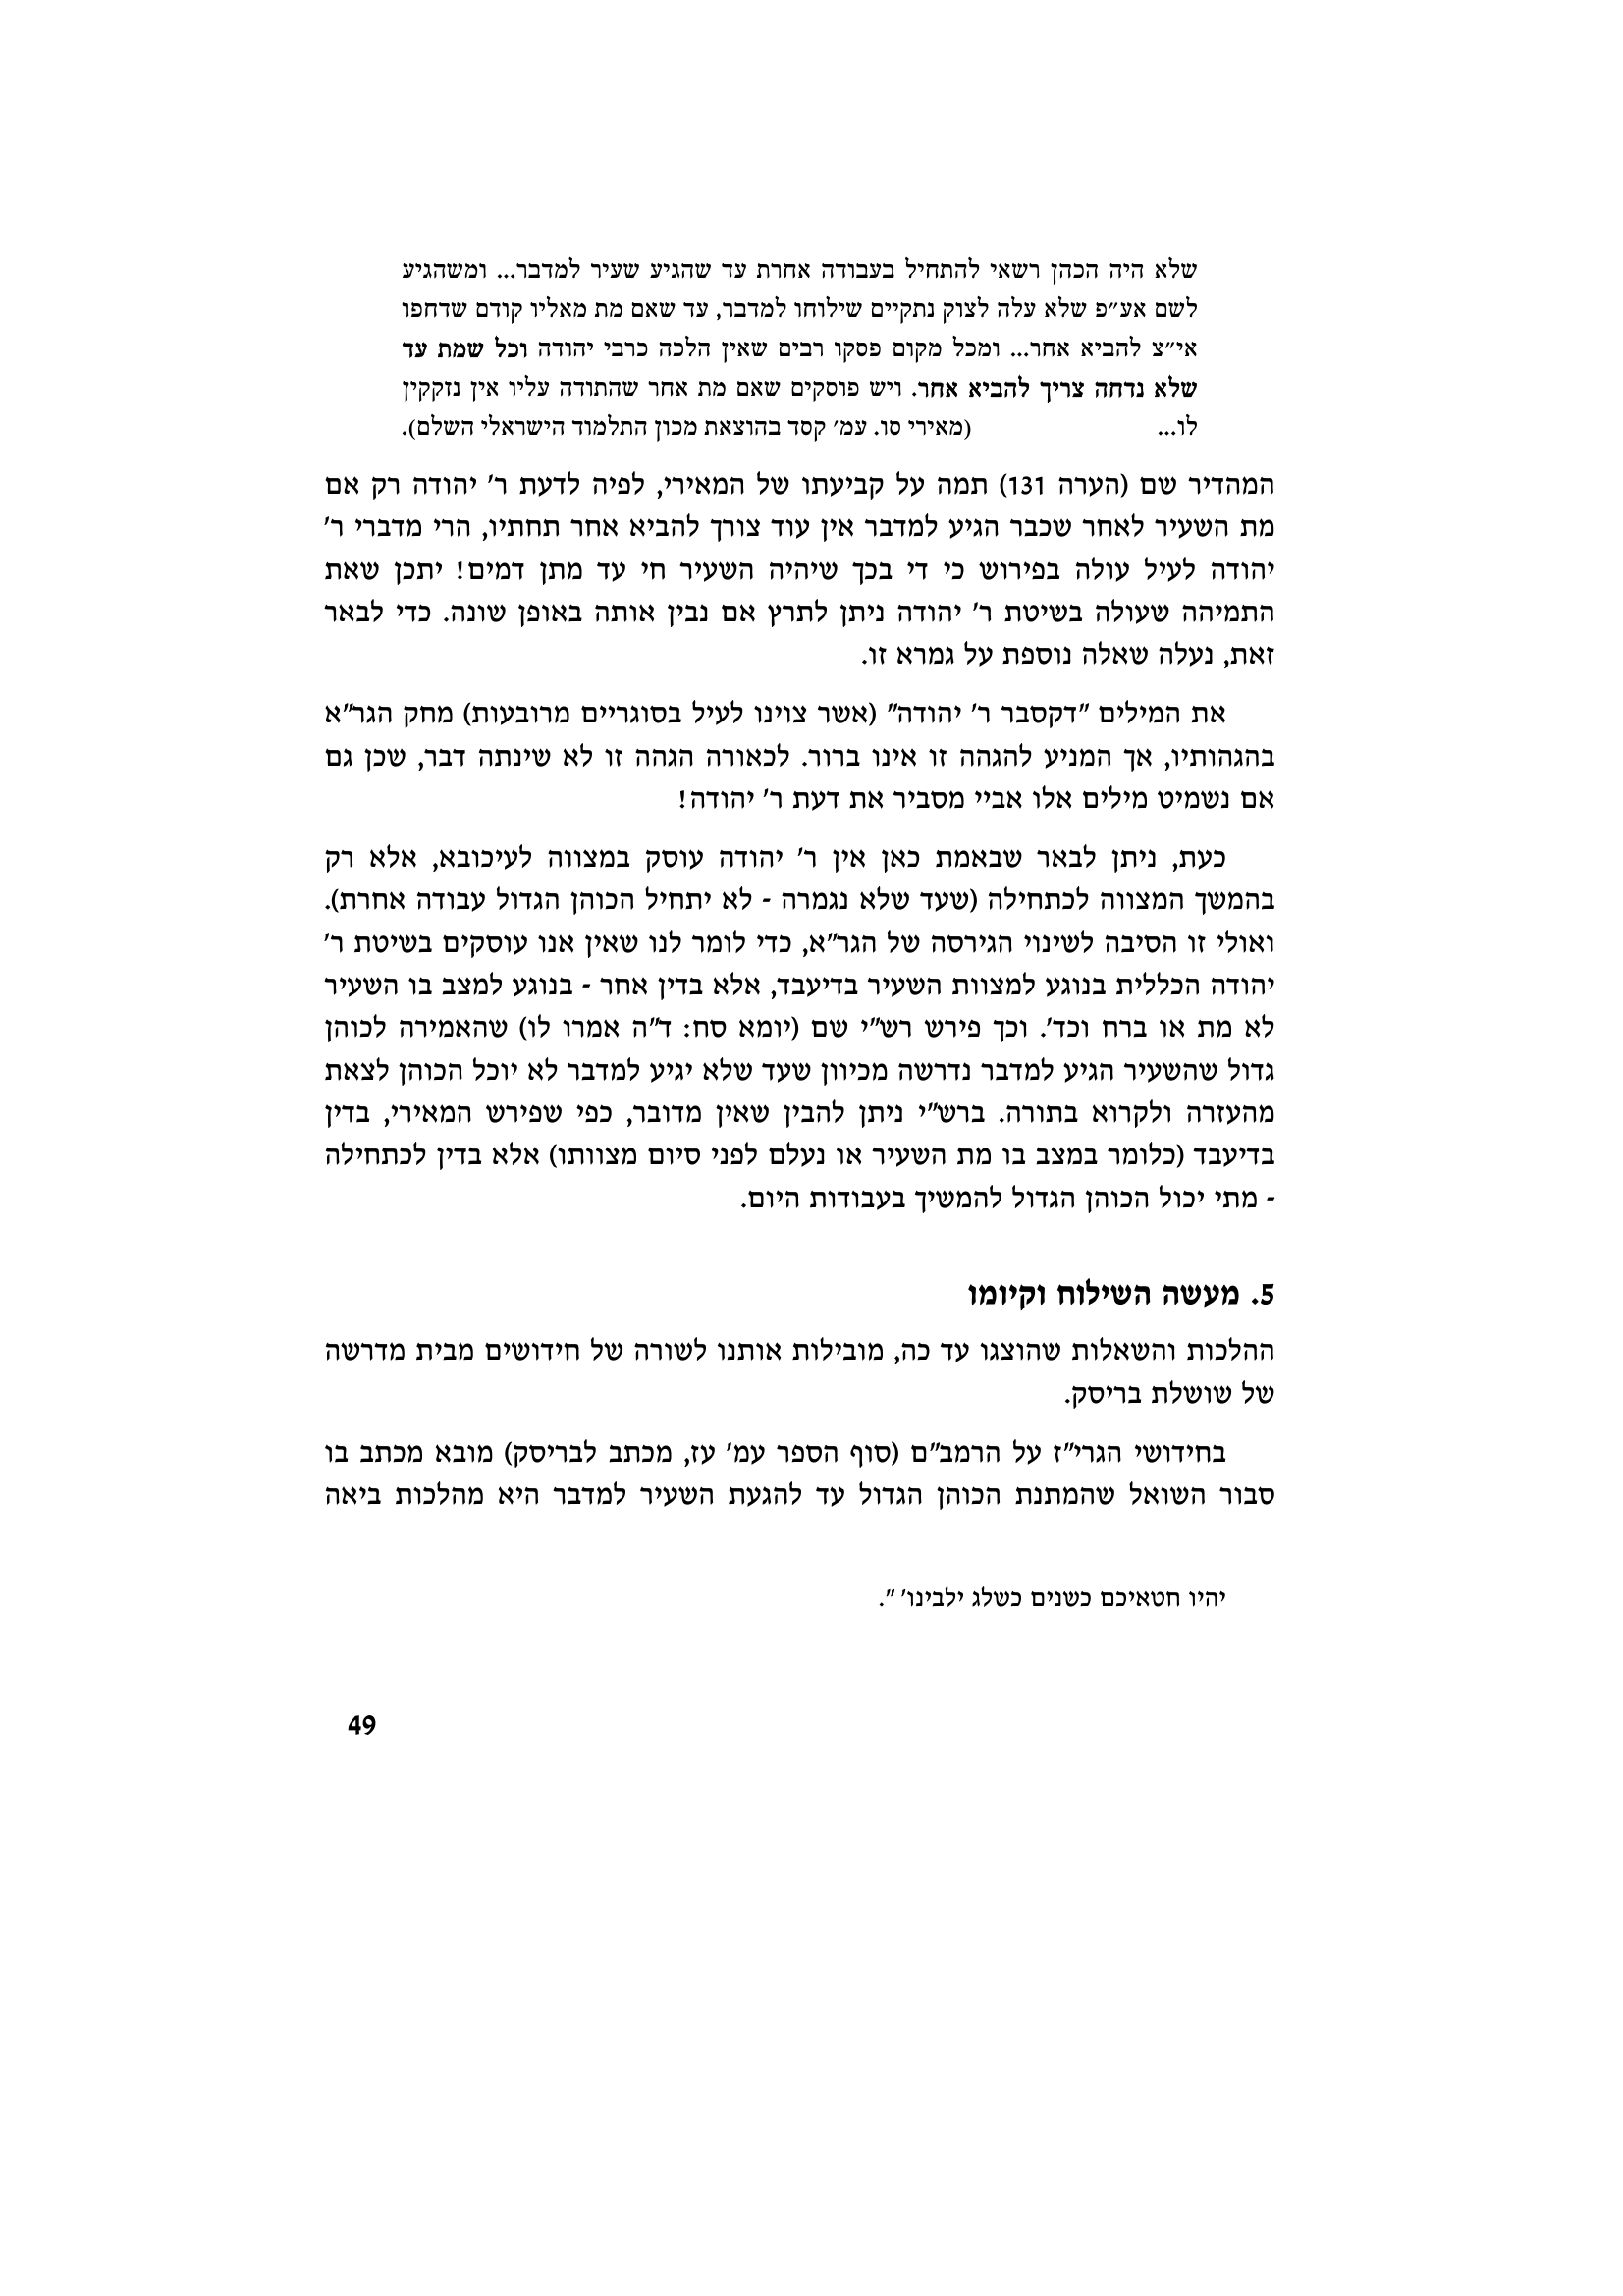 שלא היה הכהן רשאי להתחיל בעבודה אחרת עד שהגיע שעיר למדבר... ומשהגיע
לשם אע״פ שלא עלה לצוק נתקיים שילוחו למדבר, עד שאם מת מאליו קודם שדחפו
אי״צ להביא אחר... ומכל מקום פסקו רבים שאין הלכה כרבי יהודה וכל שמת עד
שלא נדחה צריך להביא אחר. ויש פוסקים שאם מת אחר שהתודה עליו אין נזקקין
לו... (מאירי סו. עמ׳ קסד בהוצאת מכון התלמוד הישראלי השלם).
המהדיר שם (הערה 131) תמה על קביעתו של המאירי, לפיה לדעת ר׳ יהודה רק אם
מת השעיר לאחר שכבר הגיע למדבר אין עוד צורך להביא אחר תחתיו, הרי מדברי ר׳
יהודה לעיל עולה בפירוש כי די בכך שיהיה השעיר חי עד מתן דמים! יתכן שאת
התמיהה שעולה בשיטת ר׳ יהודה ניתן לתרץ אם נבין אותה באופן שונה. כדי לבאר
זאת, נעלה שאלה נוספת על גמרא זו.
את המילים ״דקסבר ר׳ יהודה״ (אשר צוינו לעיל בסוגריים מרובעות) מחק הגר״א
בהגהותיו, אך המניע להגהה זו אינו ברור. לכאורה הגהה זו לא שינתה דבר, שכן גם
אם נשמיט מילים אלו אביי מסביר את דעת ר׳ יהודה!
כעת, ניתן לבאר שבאמת כאן אין ר׳ יהודה עוסק במצווה לעיכובא, אלא רק
בהמשך המצווה לכתחילה (שעד שלא נגמרה - לא יתחיל הכוהן הגדול עבודה אחרת).
ואולי זו הסיבה לשינוי הגירסה של הגר״א, כדי לומר לנו שאין אנו עוסקים בשיטת ר׳
יהודה הכללית בנוגע למצוות השעיר בדיעבד, אלא בדין אחר - בנוגע למצב בו השעיר
לא מת או ברח וכד׳. וכך פירש רש״י שם (יומא סח: ד״ה אמרו לו) שהאמירה לכוהן
גדול שהשעיר הגיע למדבר נדרשה מכיוון שעד שלא יגיע למדבר לא יוכל הכוהן לצאת
מהעזרה ולקרוא בתורה. ברש״י ניתן להבין שאין מדובר, כפי שפירש המאירי, בדין
בדיעבד (כלומר במצב בו מת השעיר או נעלם לפני סיום מצוותו) אלא בדין לכתחילה
- מתי יכול הכוהן הגדול להמשיך בעבודות היום.
5. מעשה השילוח וקיומו
ההלכות והשאלות שהוצגו עד כה, מובילות אותנו לשורה של חידושים מבית מדרשה
של שושלת בריסק.
בחידושי הגרי״ז על הרמב״ם (סוף הספר עמ׳ עז, מכתב לבריסק) מובא מכתב בו
סבור השואל שהמתנת הכוהן הגדול עד להגעת השעיר למדבר היא מהלכות ביאה
יהיו חטאיכם כשנים כשלג ילבינו׳ ״.
49